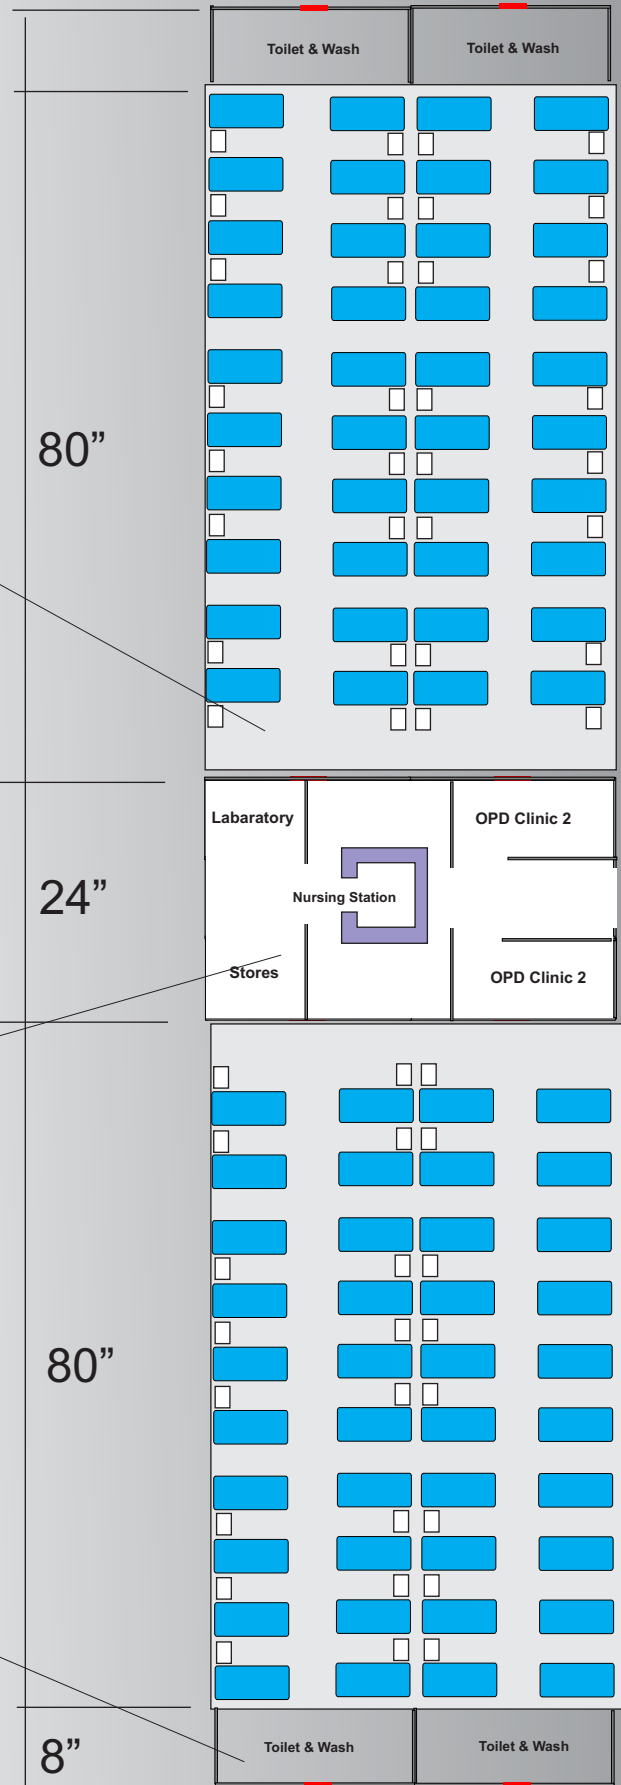 Toilet & Wash
Toilet & Wash
80”
Labaratory
OPD Clinic 2
24”
Nursing Station
Stores
OPD Clinic 2
80”
Toilet & Wash
Toilet & Wash
8”